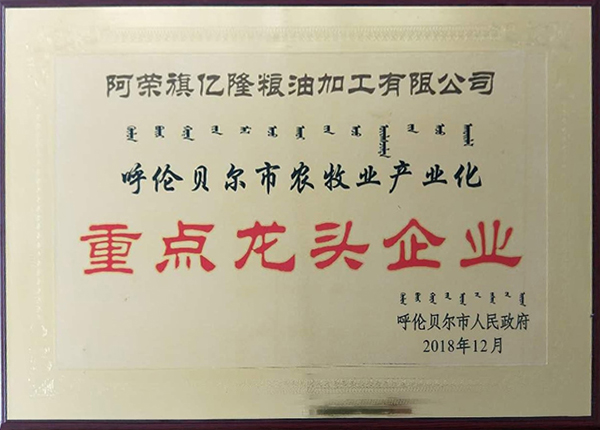 阿荣旗亿隆粮油加工有限公司
呼伦贝尔市农牧业产业化
重点龙头企业
呼伦贝尔市人民政府
2018年12月